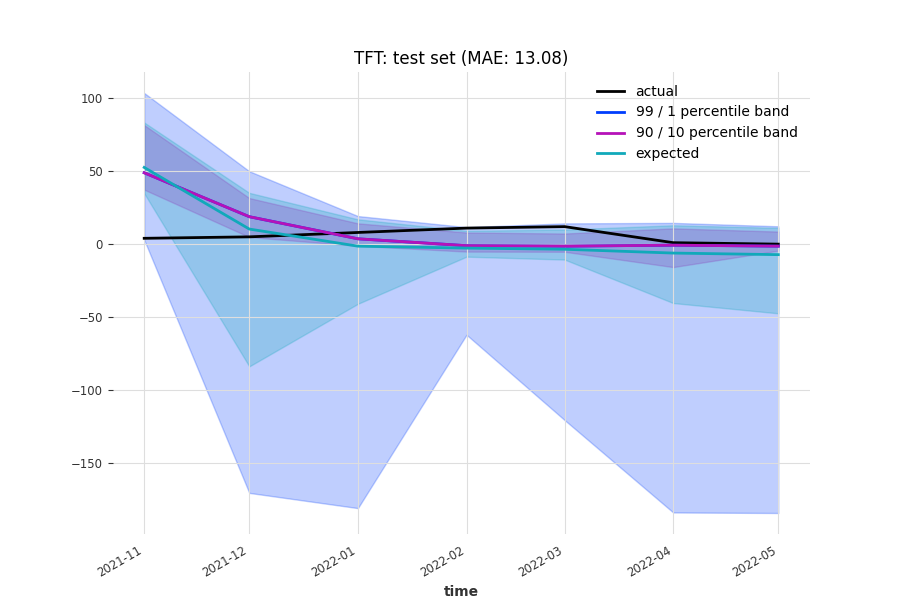 TFT: test set (MAE: 13.08)
actual
99 / 1 percentile band
90 / 10 percentile band
expected
100
50
0
−50
−100
−150
2021-11
2021-12
2022-01
2022-02
2022-03
2022-04
2022-05
time